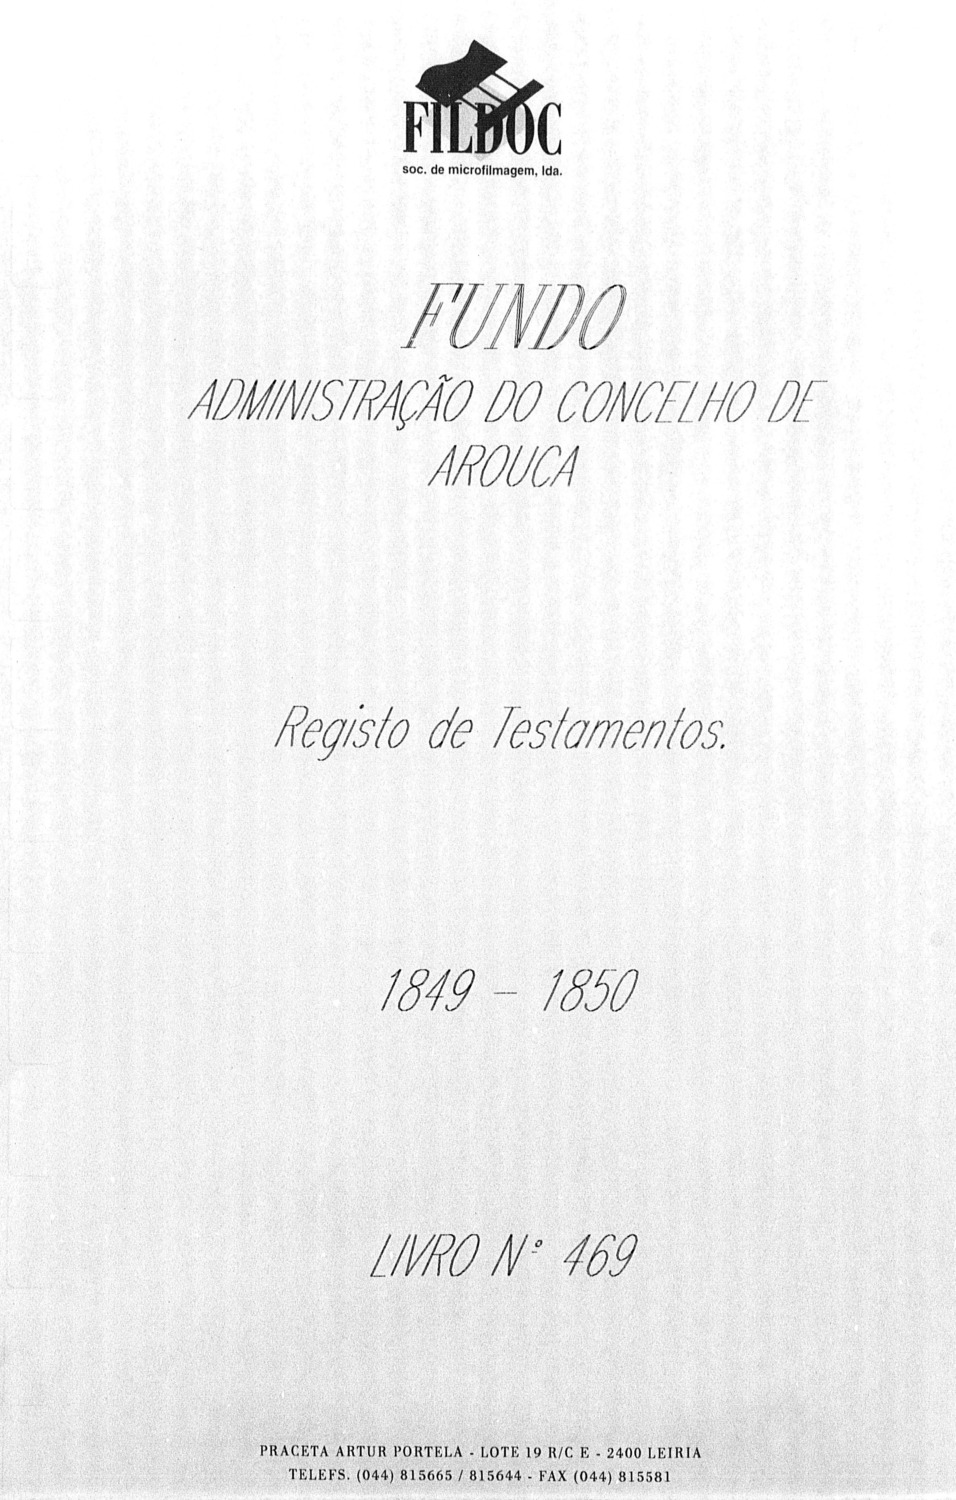 FILDOC
soc. de microfilmagem, lda.
FUNDO
ADMINISTRAÇÃO DO CONCELHO DE
AROUCA
Registo de Testamentos.
1849 - 1850
LIVRO Nº 469
PRACETA ARTUR PORTELA - LOTE 19 R/C E - 2400 LEIRIA
TELEFS. (044) 815665 / 815644 - FAX (044) 815581